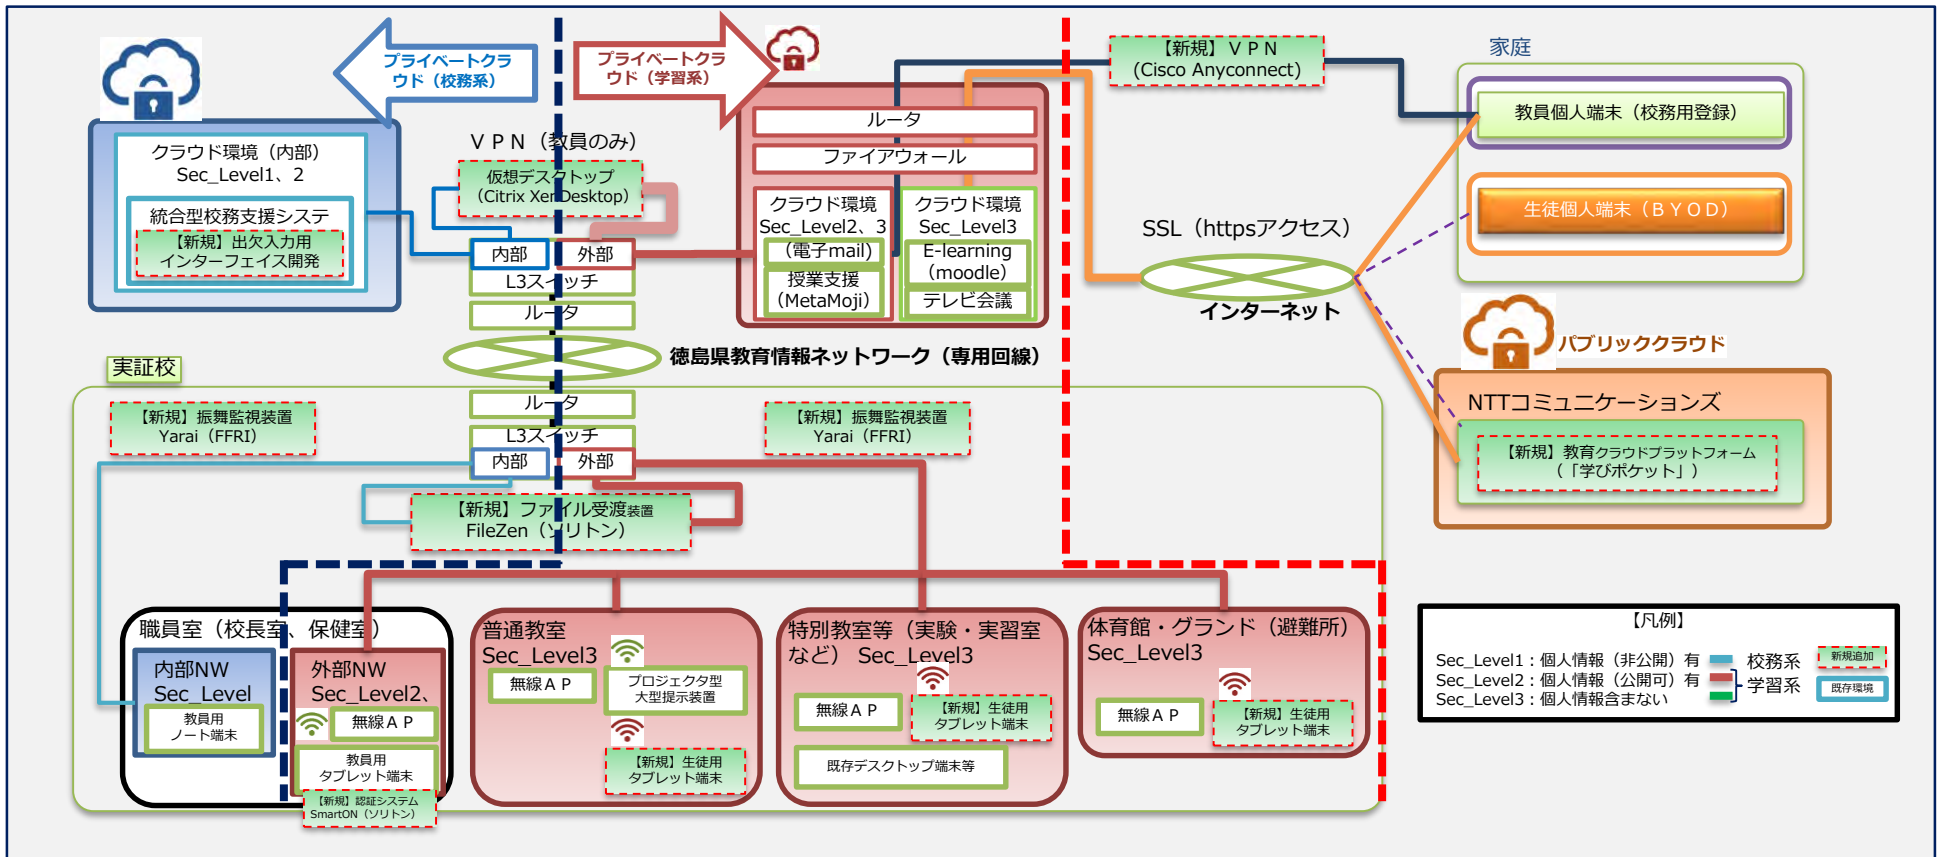 プライベートクラ
ウド（校務系）
プライベートクラ
ウド（学習系）
【新規】ＶＰＮ
(Cisco Anyconnect)
家庭
教員個人端末（校務用登録）
生徒個人端末（ＢＹＯＤ）
クラウド環境（内部）
Sec_Level1、2
統合型校務支援システ
【新規】出欠入力用
インターフェイス開発
ＶＰＮ（教員のみ）
仮想デスクトップ
（Citrix Xen Desktop）
内部
外部
L3スイッチ
ルータ
ルータ
ファイアウォール
クラウド環境
Sec_Level2、3
（電子mail）
授業支援
（MetaMoji）
クラウド環境
Sec_Level3
E-learning
（moodle）
テレビ会議
SSL（httpsアクセス）
インターネット
パブリッククラウド
NTTコミュニケーションズ
【新規】教育クラウドプラットフォーム
（「学びポケット」）
徳島県教育情報ネットワーク（専用回線）
実証校
ルータ
L3スイッチ
内部
外部
【新規】振舞監視装置
Yarai（FFRI）
【新規】振舞監視装置
Yarai（FFRI）
【新規】ファイル受渡装置
FileZen（ソリトン）
職員室（校長室、保健室）
内部NW
Sec_Level
教員用
ノート端末
外部NW
Sec_Level2、
無線ＡＰ
教員用
タブレット端末
【新規】認証システム
SmartON（ソリトン）
普通教室
Sec_Level3
無線ＡＰ
プロジェクタ型
大型提示装置
【新規】生徒用
タブレット端末
特別教室等（実験・実習室
など） Sec_Level3
無線ＡＰ
【新規】生徒用
タブレット端末
既存デスクトップ端末等
体育館・グランド（避難所）
Sec_Level3
無線ＡＰ
【新規】生徒用
タブレット端末
【凡例】
Sec_Level1：個人情報（非公開）有
Sec_Level2：個人情報（公開可）有
Sec_Level3：個人情報含まない
校務系
学習系
新規追加
既存環境